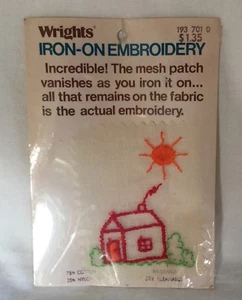 Wrights®
193 701 0
$1.35
IRON-ON EMBROIDERY
Incredible! The mesh patch
vanishes as you iron it on...
all that remains on the fabric
is the actual embroidery.